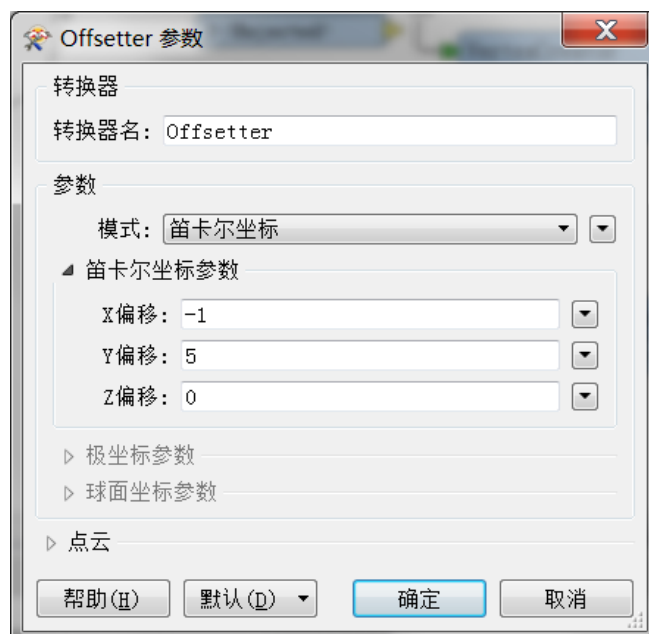 Offsetter 参数
转换器
转换器名: Offsetter
参数
模式: 笛卡尔坐标
笛卡尔坐标参数
X偏移: -1
Y偏移: 5
Z偏移: 0
极坐标参数
球面坐标参数
点云
帮助(H) 默认(D) 确定 取消